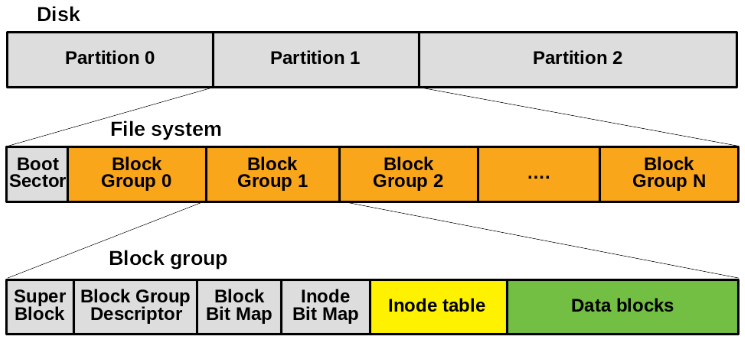 Disk
Partition 0
Partition 1
Partition 2
File system
Boot
Sector
Block
Group 0
Block
Group 1
Block
Group 2
....
Block
Group N
Block group
Super
Block
Block Group
Descriptor
Block
Bit Map
Inode
Bit Map
Inode table
Data blocks